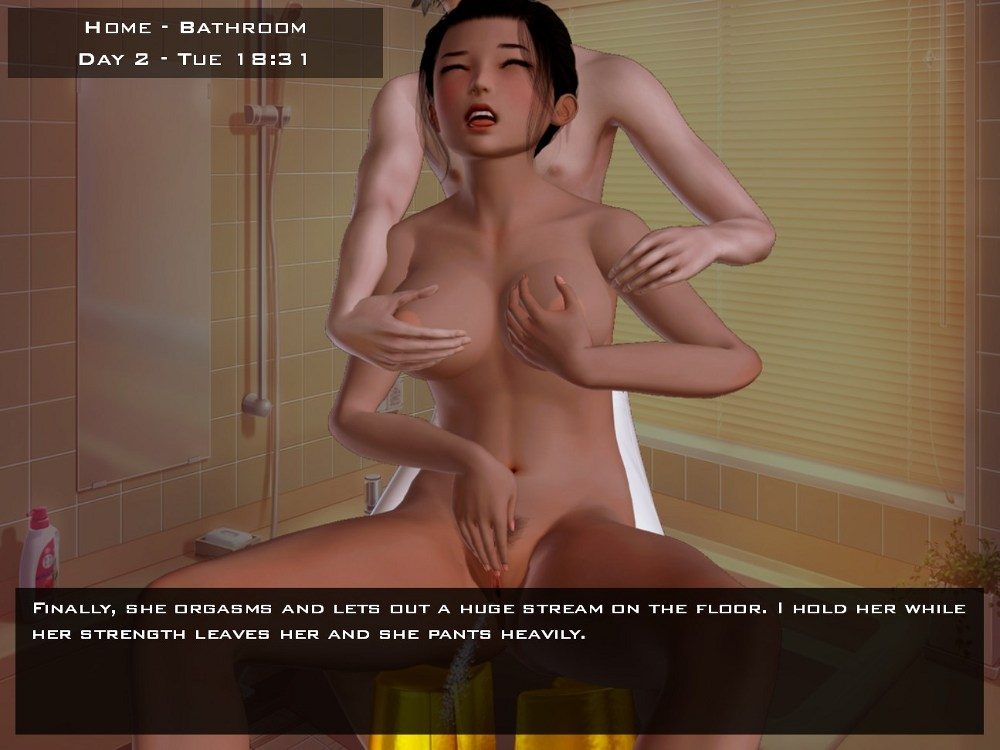 Home - Bathroom
Day 2 - Tue 18:31
Finally, she orgasms and lets out a huge stream on the floor. I hold her while
her strength leaves her and she pants heavily.